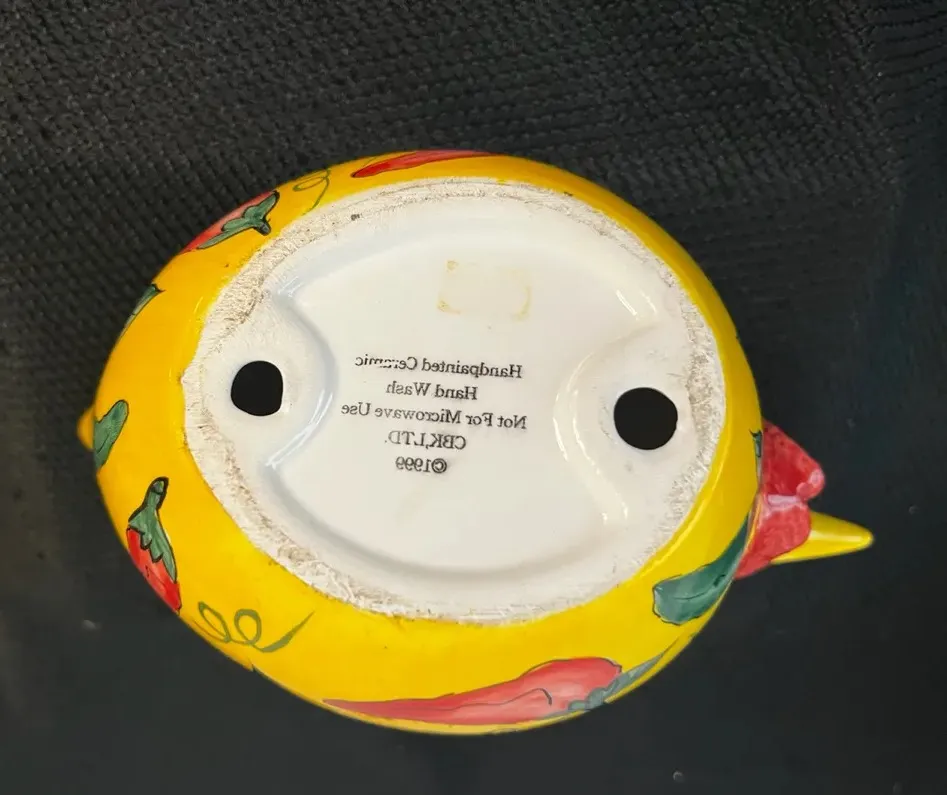 Handpainted Ceramic
Hand Wash
Not For Microwave Use
CBK,LTD.
©1999